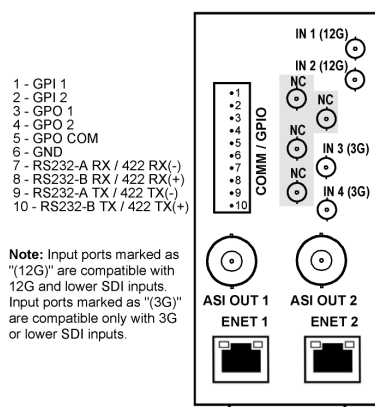 1 - GPI 1
2 - GPI 2
3 - GPO 1
4 - GPO 2
5 - GPO COM
6 - GND
7 - RS232-A RX / 422 RX(-)
8 - RS232-B RX / 422 RX(+)
9 - RS232-A TX / 422 TX(-)
10 - RS232-B TX / 422 TX(+)
Note: Input ports marked as
"(12G)" are compatible with
12G and lower SDI inputs.
Input ports marked as "(3G)"
are compatible only with 3G
or lower SDI inputs.
IN 1 (12G)
IN 2 (12G)
NC
NC
NC
IN 3 (3G)
NC
IN 4 (3G)
•1
•2
•3
•4
•5
•6
•7
•8
•9
•10
COMM / GPIO
ASI OUT 1
ASI OUT 2
ENET 1
ENET 2